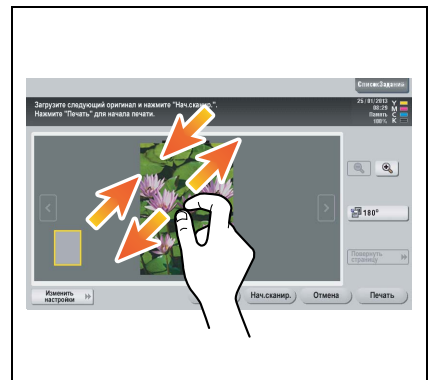 СписокЗадания
Загрузите следующий оригинал и нажмите "Нач.сканир.".
Нажмите "Печать" для начала печати.
25/01/2013
08:29
Память
100%
Y
M
C
K
180°
Повернуть
страницу
Изменить
настройки
Нач.сканир.
Отмена
Печать